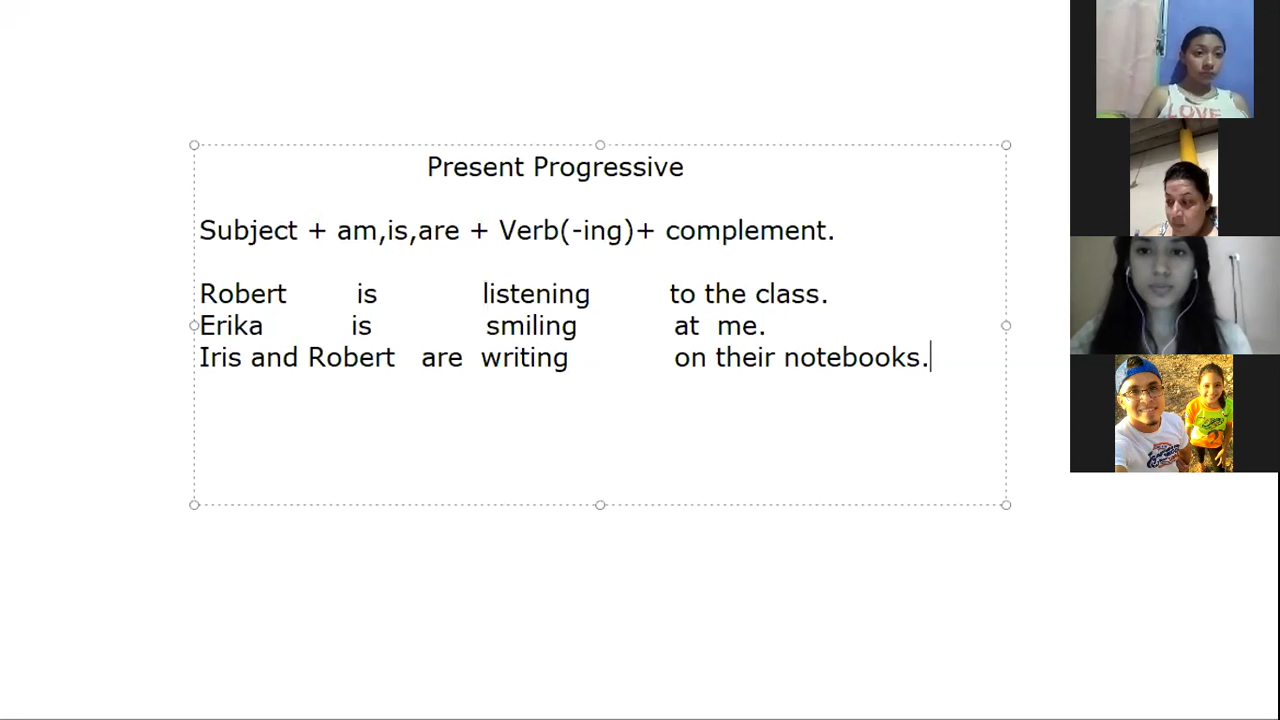 Present Progressive
Subject + am,is,are + Verb(-ing)+ complement.
Robert is listening to the class.
Erika is smiling at me.
Iris and Robert are writing on their notebooks.
LOVE